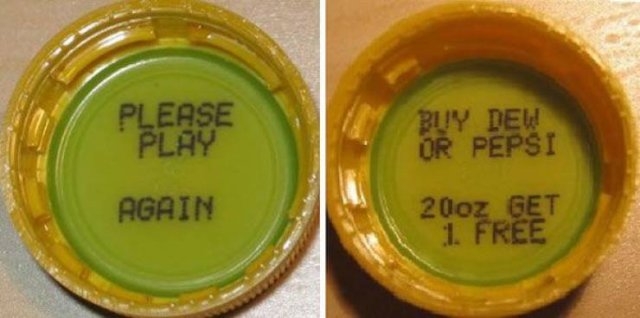 PLEASE
PLAY
AGAIN
BUY DEW
OR PEPSI
20oz GET
1 FREE